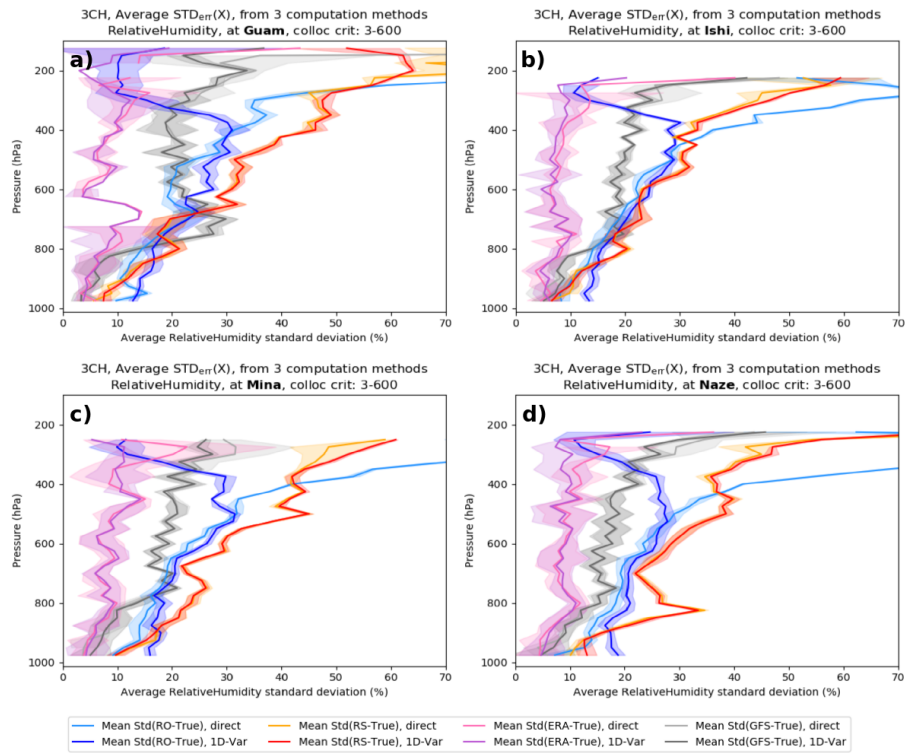 3CH, Average STDerr(X), from 3 computation methods
RelativeHumidity, at Guam, colloc crit: 3-600
a)
Pressure (hPa)
200
400
600
800
1000
0 10 20 30 40 50 60 70
Average RelativeHumidity standard deviation (%)
3CH, Average STDerr(X), from 3 computation methods
RelativeHumidity, at Ishi, colloc crit: 3-600
b)
Pressure (hPa)
200
400
600
800
1000
0 10 20 30 40 50 60 70
Average RelativeHumidity standard deviation (%)
3CH, Average STDerr(X), from 3 computation methods
RelativeHumidity, at Mina, colloc crit: 3-600
c)
Pressure (hPa)
200
400
600
800
1000
0 10 20 30 40 50 60 70
Average RelativeHumidity standard deviation (%)
3CH, Average STDerr(X), from 3 computation methods
RelativeHumidity, at Naze, colloc crit: 3-600
d)
Pressure (hPa)
200
400
600
800
1000
0 10 20 30 40 50 60 70
Average RelativeHumidity standard deviation (%)
Mean Std(RO-True), direct Mean Std(RS-True), direct Mean Std(ERA-True), direct Mean Std(GFS-True), direct
Mean Std(RO-True), 1D-Var Mean Std(RS-True), 1D-Var Mean Std(ERA-True), 1D-Var Mean Std(GFS-True), 1D-Var